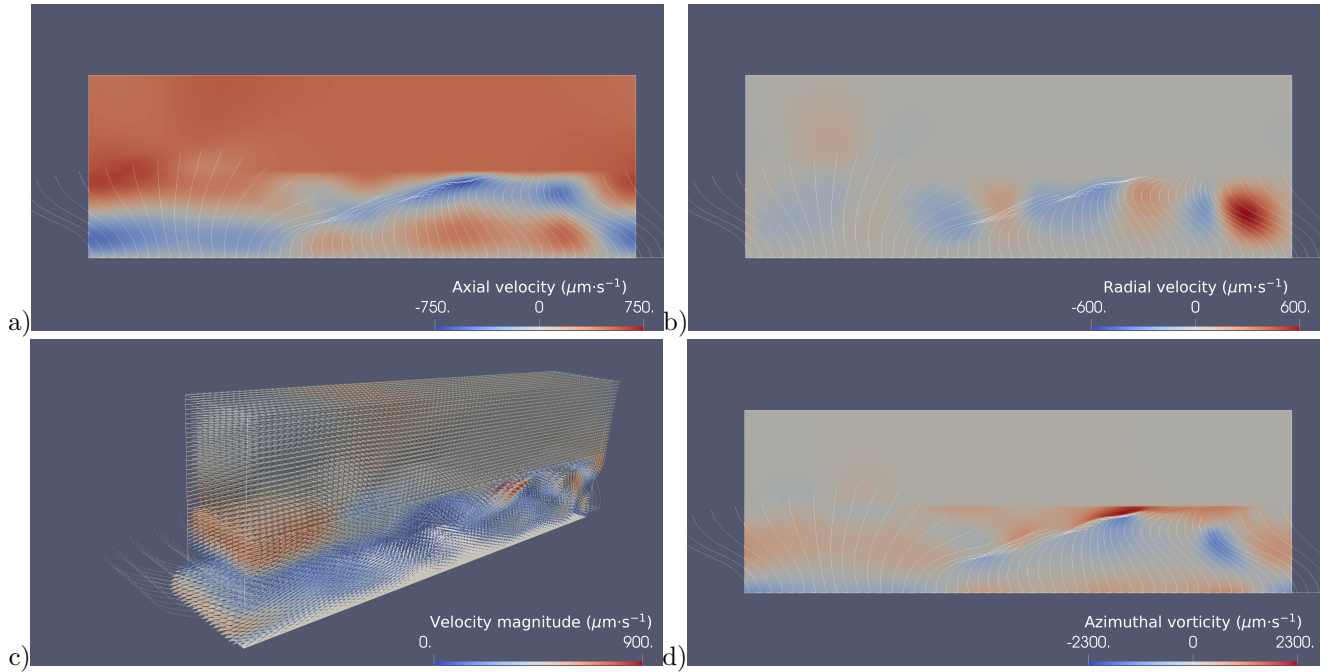 Axial velocity (μm·s⁻¹)
-750. 0 750.
a)
Radial velocity (μm·s⁻¹)
-600. 0 600.
b)
Velocity magnitude (μm·s⁻¹)
0. 900.
c)
Azimuthal vorticity (μm·s⁻¹)
-2300. 0 2300.
d)